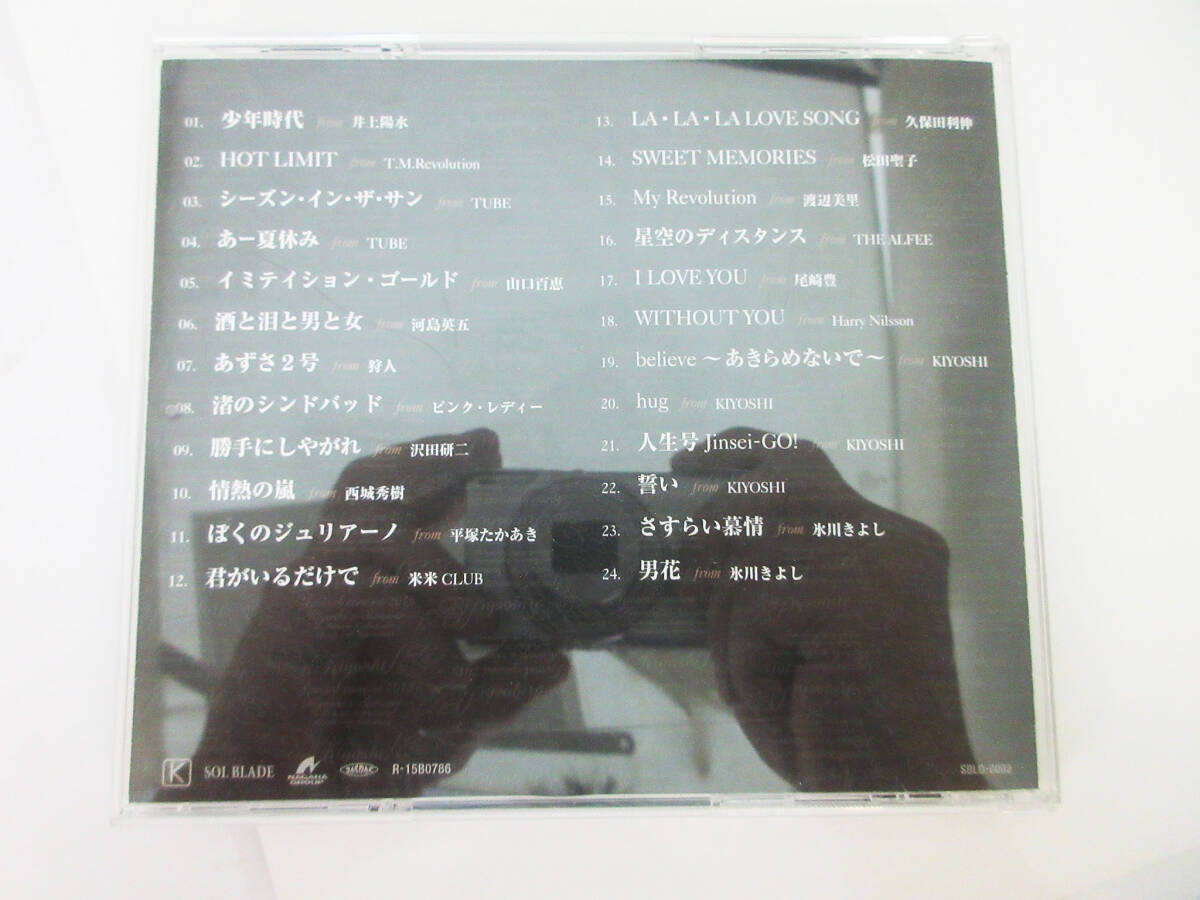 01. 少年時代 from 井上陽水
02. HOT LIMIT from T.M.Revolution
03. シーズン・イン・ザ・サン from TUBE
04. あー夏休み from TUBE
05. イミテイション・ゴールド from 山口百恵
06. 酒と泪と男と女 from 河島英五
07. あずさ2号 from 狩人
08. 渚のシンドバッド from ピンク・レディー
09. 勝手にしやがれ from 沢田研二
10. 情熱の嵐 from 西城秀樹
11. ぼくのジュリアーノ from 平塚たかあき
12. 君がいるだけで from 米米CLUB
13. LA・LA・LA LOVE SONG from 久保田利伸
14. SWEET MEMORIES from 松田聖子
15. My Revolution from 渡辺美里
16. 星空のディスタンス from THE ALFEE
17. I LOVE YOU from 尾崎豊
18. WITHOUT YOU from Harry Nilsson
19. believe ～あきらめないで～ from KIYOSHI
20. hug from KIYOSHI
21. 人生号 Jinsei-GO! from KIYOSHI
22. 誓い from KIYOSHI
23. さすらい慕情 from 氷川きよし
24. 男花 from 氷川きよし
K SOL BLADE NAGARA GROUP R-15B0786